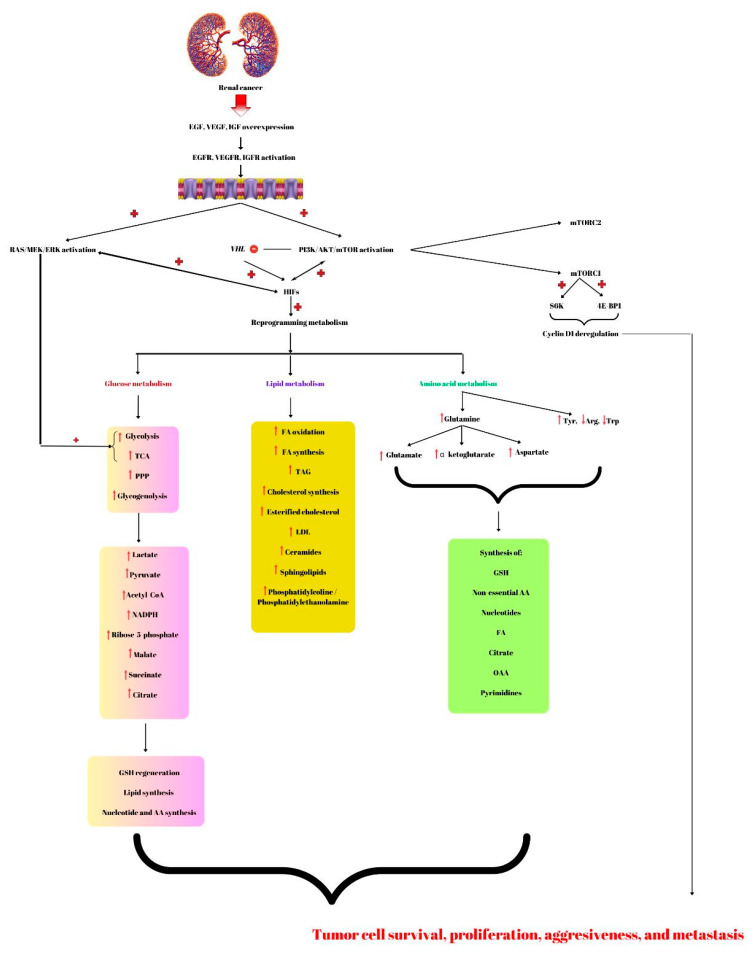 Renal cancer
EGF, VEGF, IGF overexpression
EGFR, VEGFR, IGFR activation
RAS/MEK/ERK activation
VHL
PI3K/AKT/mTOR activation
mTORC2
mTORC1
HIFs
S6K
4E-BP1
Cyclin D1 deregulation
Reprogramming metabolism
Glucose metabolism
Lipid metabolism
Amino acid metabolism
Glycolysis
TCA
PPP
Glycogenolysis
Lactate
Pyruvate
Acetyl-CoA
NADPH
Ribose 5-phosphate
Malate
Succinate
Citrate
GSH regeneration
Lipid synthesis
Nucleotide and AA synthesis
FA oxidation
FA synthesis
TAG
Cholesterol synthesis
Esterified cholesterol
LDL
Ceramides
Sphingolipids
Phosphatidylcoline /
Phosphatidylethanolamine
↑Glutamine
↑Tyr, ↓Arg, ↓Trp
↑Glutamate
↑α ketoglutarate
↑Aspartate
Synthesis of:
GSH
Non-essential AA
Nucleotides
FA
Citrate
OAA
Pyrimidines
Tumor cell survival, proliferation, aggresiveness, and metastasis